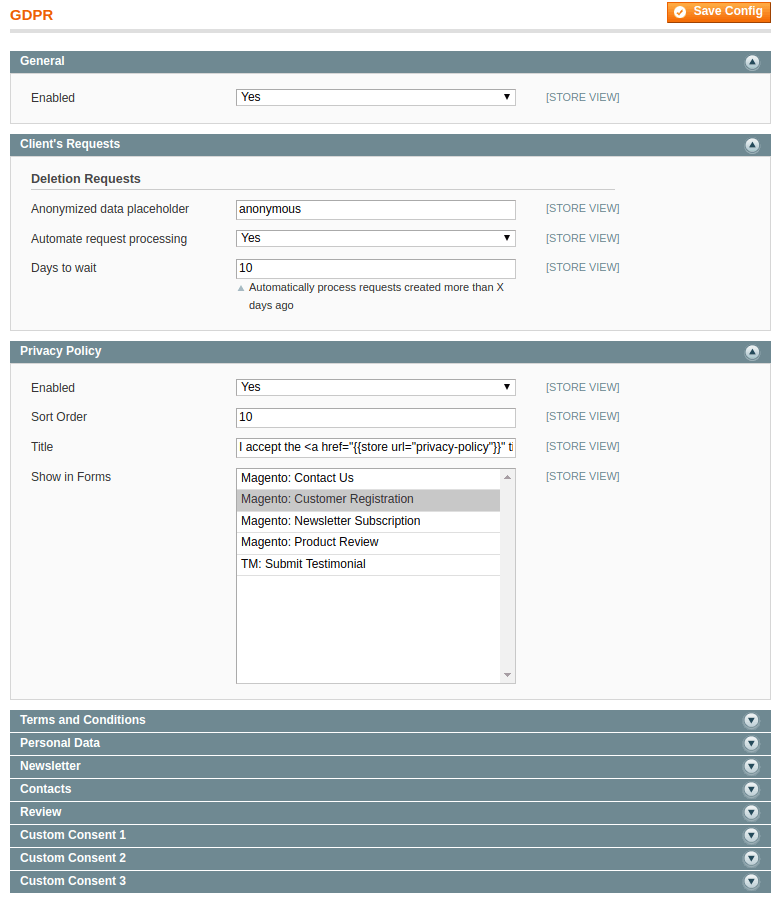 GDPR
Save Config
General
Enabled Yes [STORE VIEW]
Client's Requests
Deletion Requests
Anonymized data placeholder anonymous [STORE VIEW]
Automate request processing Yes [STORE VIEW]
Days to wait 10 [STORE VIEW]
Automatically process requests created more than X
days ago
Privacy Policy
Enabled Yes [STORE VIEW]
Sort Order 10 [STORE VIEW]
Title I accept the <a href="{{store url="privacy-policy"}}" ti [STORE VIEW]
Show in Forms Magento: Contact Us [STORE VIEW]
Magento: Customer Registration
Magento: Newsletter Subscription
Magento: Product Review
TM: Submit Testimonial
Terms and Conditions
Personal Data
Newsletter
Contacts
Review
Custom Consent 1
Custom Consent 2
Custom Consent 3